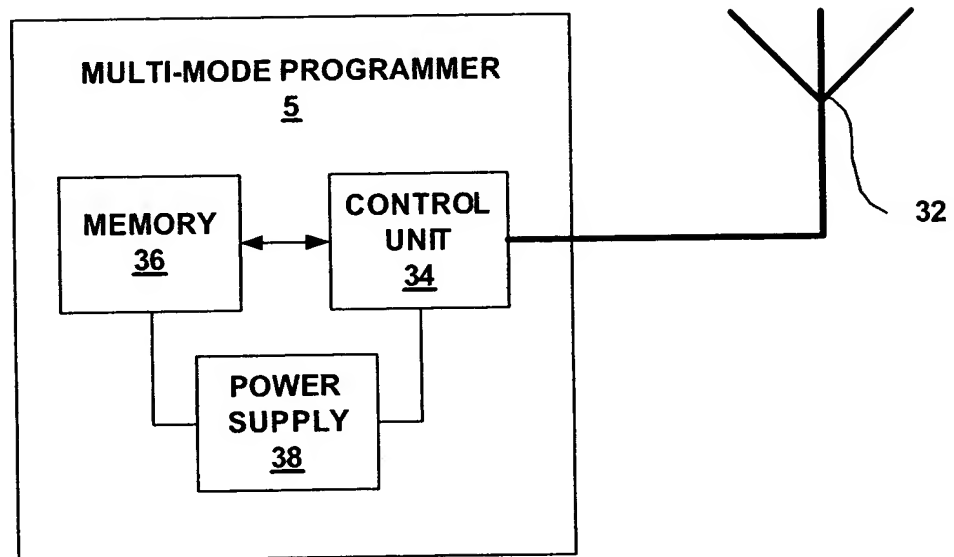 MULTI-MODE PROGRAMMER
5
MEMORY
36
CONTROL
UNIT
34
32
POWER
SUPPLY
38